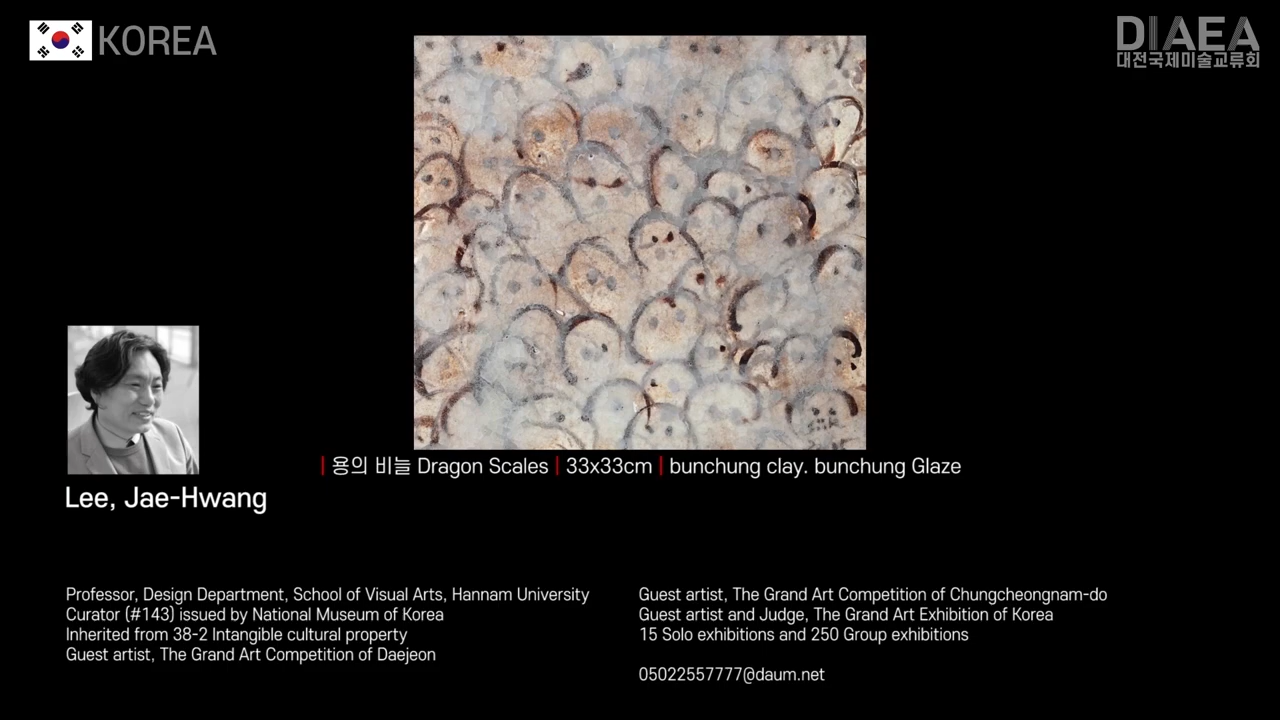 KOREA
DIAEA
대전국제미술교류회
Lee, Jae-Hwang
| 용의 비늘 Dragon Scales | 33x33cm | bunchung clay. bunchung Glaze
Professor, Design Department, School of Visual Arts, Hannam University
Curator (#143) issued by National Museum of Korea
Inherited from 38-2 Intangible cultural property
Guest artist, The Grand Art Competition of Daejeon
Guest artist, The Grand Art Competition of Chungcheongnam-do
Guest artist and Judge, The Grand Art Exhibition of Korea
15 Solo exhibitions and 250 Group exhibitions
05022557777@daum.net